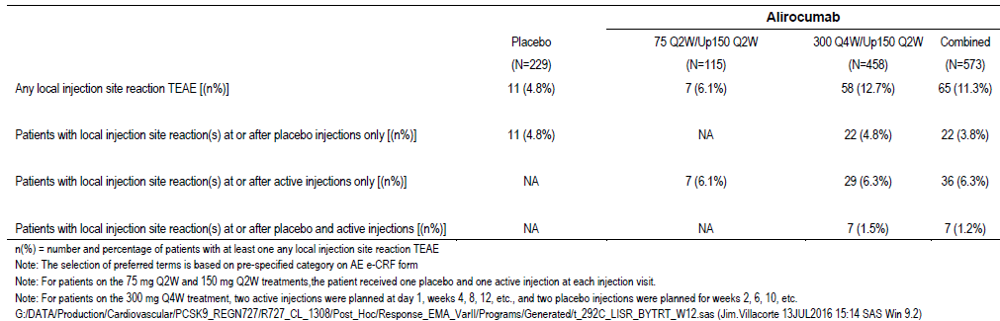 Alirocumab
Placebo 75 Q2W/Up150 Q2W 300 Q4W/Up150 Q2W Combined
(N=229) (N=115) (N=458) (N=573)
Any local injection site reaction TEAE [(n%)] 11 (4.8%) 7 (6.1%) 58 (12.7%) 65 (11.3%)
Patients with local injection site reaction(s) at or after placebo injections only [(n%)] 11 (4.8%) NA 22 (4.8%) 22 (3.8%)
Patients with local injection site reaction(s) at or after active injections only [(n%)] NA 7 (6.1%) 29 (6.3%) 36 (6.3%)
Patients with local injection site reaction(s) at or after placebo and active injections [(n%)] NA NA 7 (1.5%) 7 (1.2%)
n(%) = number and percentage of patients with at least one any local injection site reaction TEAE
Note: The selection of preferred terms is based on pre-specified category on AE e-CRF form
Note: For patients on the 75 mg Q2W and 150 mg Q2W treatments,the patient received one placebo and one active injection at each injection visit.
Note: For patients on the 300 mg Q4W treatment, two active injections were planned at day 1, weeks 4, 8, 12, etc., and two placebo injections were planned for weeks 2, 6, 10, etc.
G:/DATA/Production/Cardiovascular/PCSK9_REGN727/R727_CL_1308/Post_Hoc/Response_EMA_VarII/Programs/Generated/t_292C_LISR_BYTRT_W12.sas (Jim.Villacorte 13JUL2016 15:14 SAS Win 9.2)